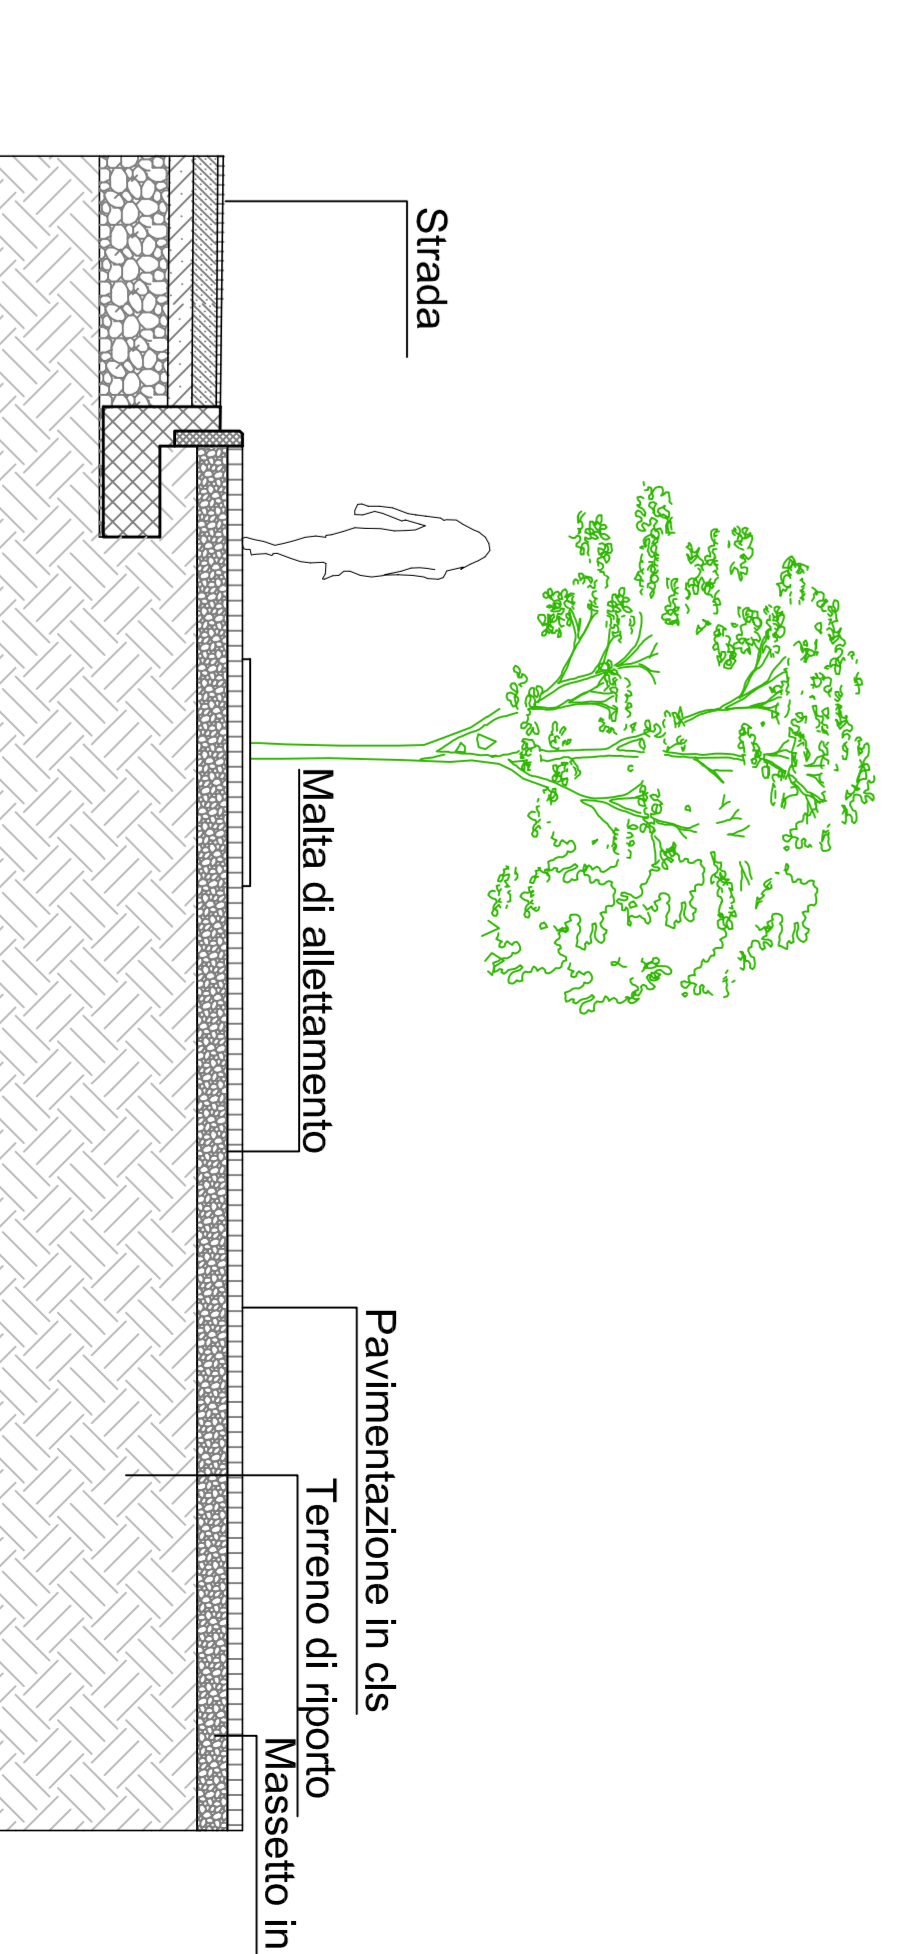 Strada
Malta di allettamento
Pavimentazione in cls
Terreno di riporto
Massetto in